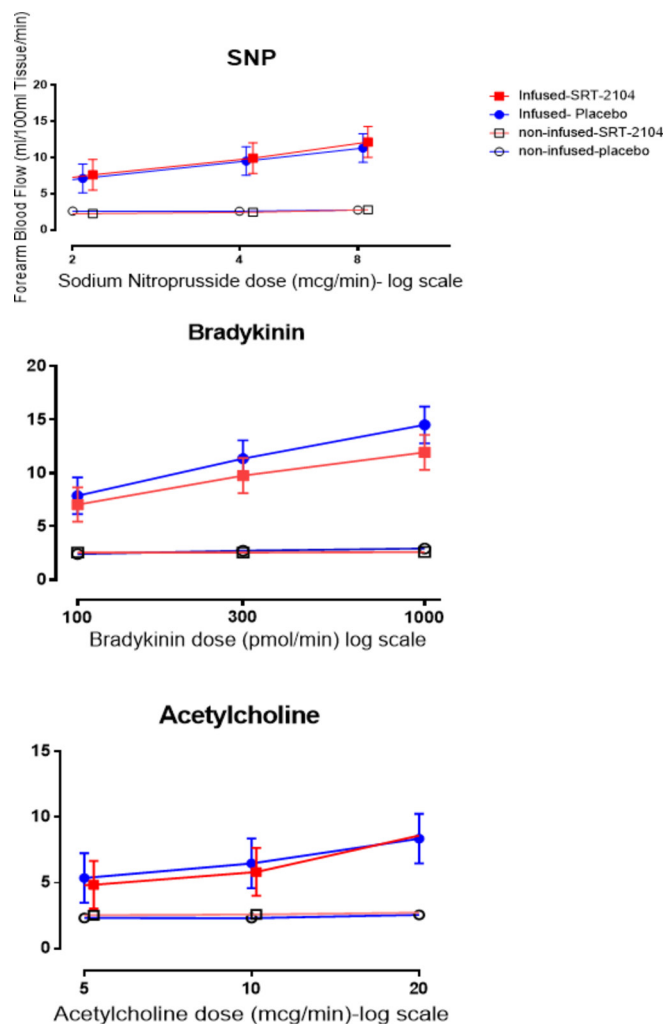 SNP
Forearm Blood Flow (ml/100ml Tissue/min)
20
15
10
5
0
2
4
8
Sodium Nitroprusside dose (mcg/min)- log scale
Infused-SRT-2104
Infused- Placebo
non-infused-SRT-2104
non-infused-placebo
Bradykinin
20
15
10
5
0
100
300
1000
Bradykinin dose (pmol/min) log scale
Acetylcholine
15
10
5
0
5
10
20
Acetylcholine dose (mcg/min)-log scale